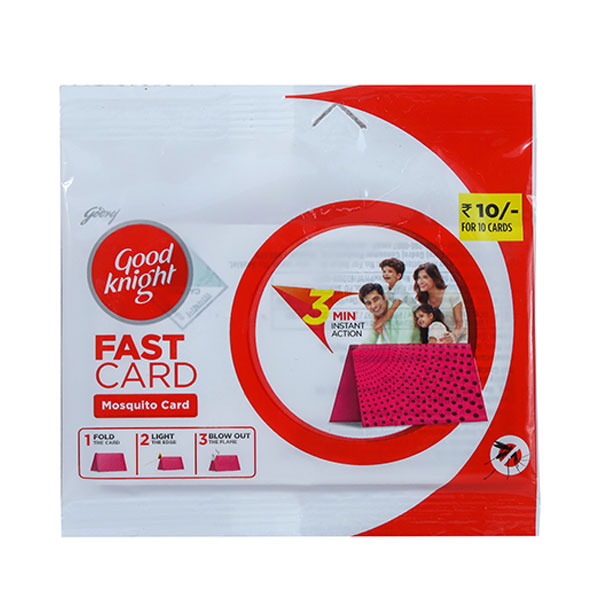 Godrej
Good
knight
FAST
CARD
Mosquito Card
₹10/-
FOR 10 CARDS
3
MIN
INSTANT
ACTION
1 FOLD
THE CARD
2 LIGHT
THE EDGE
3 BLOW OUT
THE FLAME